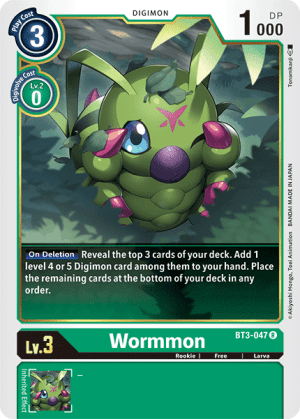 DIGIMON
Play Cost
3
1000
DP
Digivolve Cost
Lv.2
0
Tonamikanji
©Akiyoshi Hongo, Toei Animation BANDAI MADE IN JAPAN
On Deletion Reveal the top 3 cards of your deck. Add 1
level 4 or 5 Digimon card among them to your hand. Place
the remaining cards at the bottom of your deck in any
order.
BT3-047 R
Lv.3
Wormmon
Rookie | Free | Larva
Inherited Effect
–